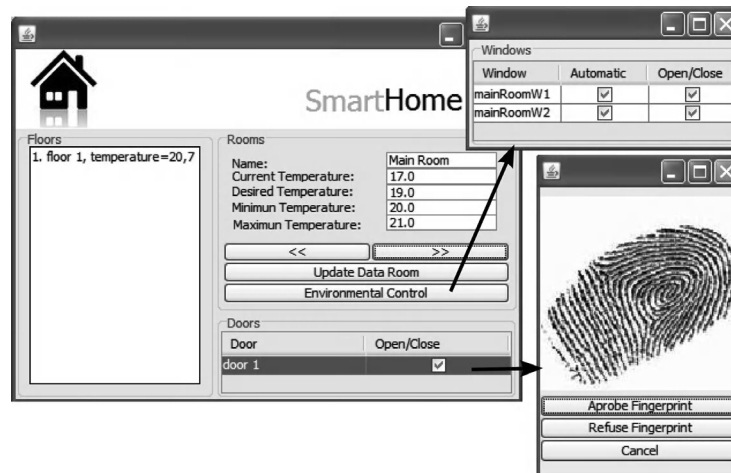 SmartHome
Floors
1. floor 1, temperature=20,7
Rooms
Name: Main Room
Current Temperature: 17.0
Desired Temperature: 19.0
Minimun Temperature: 20.0
Maximun Temperature: 21.0
<< >>
Update Data Room
Environmental Control
Doors
Door Open/Close
door 1
Windows
Window Automatic Open/Close
mainRoomW1
mainRoomW2
Aprobe Fingerprint
Refuse Fingerprint
Cancel